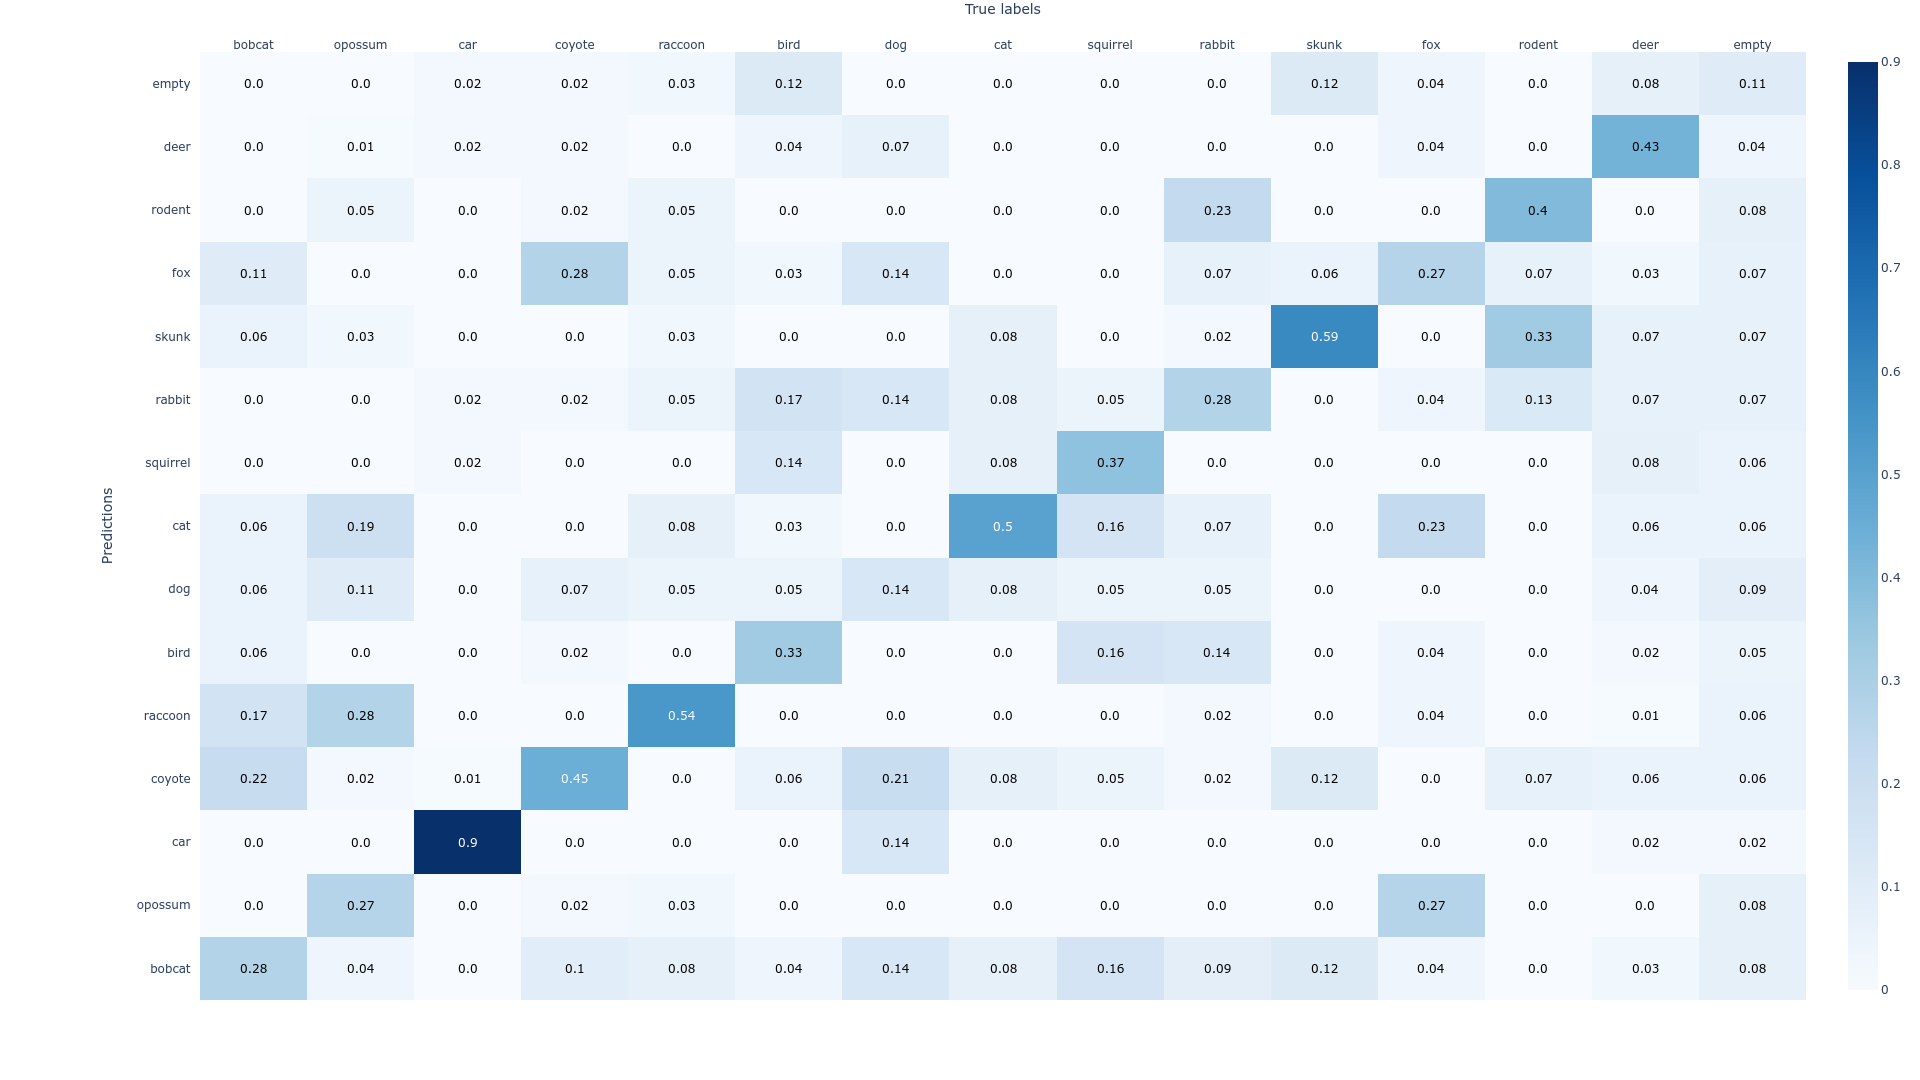 True labels
bobcat opossum car coyote raccoon bird dog cat squirrel rabbit skunk fox rodent deer empty
empty 0.0 0.0 0.02 0.02 0.03 0.12 0.0 0.0 0.0 0.0 0.12 0.04 0.0 0.08 0.11
deer 0.0 0.01 0.02 0.02 0.0 0.04 0.07 0.0 0.0 0.0 0.0 0.04 0.0 0.43 0.04
rodent 0.0 0.05 0.0 0.02 0.05 0.0 0.0 0.0 0.0 0.23 0.0 0.0 0.4 0.0 0.08
fox 0.11 0.0 0.0 0.28 0.05 0.03 0.14 0.0 0.0 0.07 0.06 0.27 0.07 0.03 0.07
skunk 0.06 0.03 0.0 0.0 0.03 0.0 0.0 0.08 0.0 0.02 0.59 0.0 0.33 0.07 0.07
rabbit 0.0 0.0 0.02 0.02 0.05 0.17 0.14 0.08 0.05 0.28 0.0 0.04 0.13 0.07 0.07
squirrel 0.0 0.0 0.02 0.0 0.0 0.14 0.0 0.08 0.37 0.0 0.0 0.0 0.0 0.08 0.06
cat 0.06 0.19 0.0 0.0 0.08 0.03 0.0 0.5 0.16 0.07 0.0 0.23 0.0 0.06 0.06
dog 0.06 0.11 0.0 0.07 0.05 0.05 0.14 0.08 0.05 0.05 0.0 0.0 0.0 0.04 0.09
bird 0.06 0.0 0.0 0.02 0.0 0.33 0.0 0.0 0.16 0.14 0.0 0.04 0.0 0.02 0.05
raccoon 0.17 0.28 0.0 0.0 0.54 0.0 0.0 0.0 0.0 0.02 0.0 0.04 0.0 0.01 0.06
coyote 0.22 0.02 0.01 0.45 0.0 0.06 0.21 0.08 0.05 0.02 0.12 0.0 0.07 0.06 0.06
car 0.0 0.0 0.9 0.0 0.0 0.0 0.14 0.0 0.0 0.0 0.0 0.0 0.0 0.02 0.02
opossum 0.0 0.27 0.0 0.02 0.03 0.0 0.0 0.0 0.0 0.0 0.0 0.27 0.0 0.0 0.08
bobcat 0.28 0.04 0.0 0.1 0.08 0.04 0.14 0.08 0.16 0.09 0.12 0.04 0.0 0.03 0.08
Predictions
0.9
0.8
0.7
0.6
0.5
0.4
0.3
0.2
0.1
0